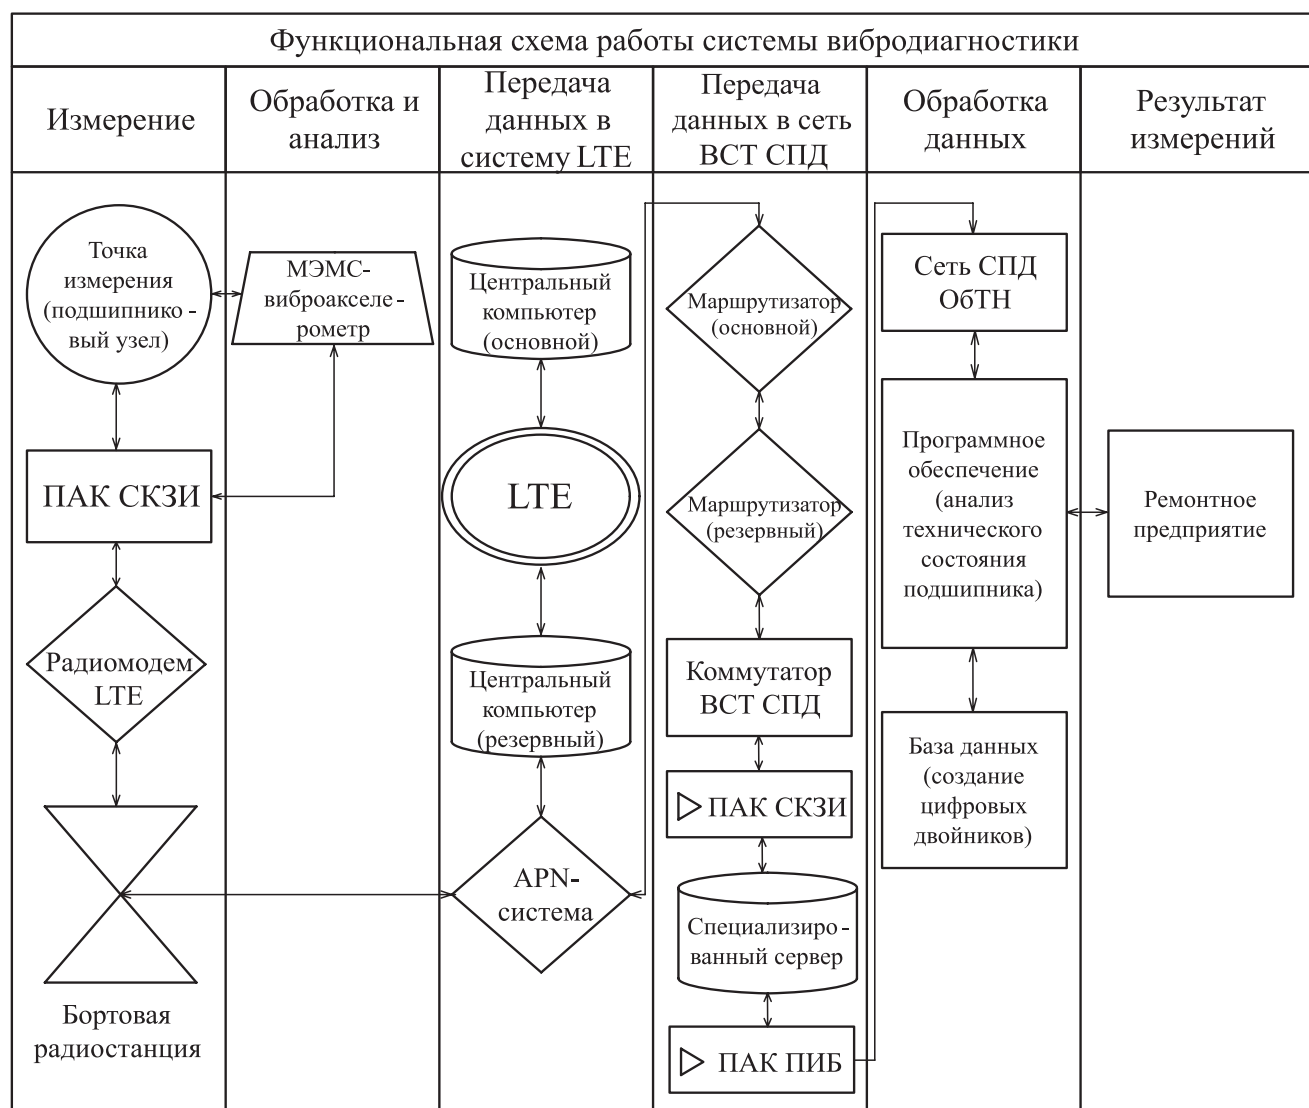 Функциональная схема работы системы вибродиагностики
Измерение
Обработка и
анализ
Передача
данных в
систему LTE
Передача
данных в сеть
ВСТ СПД
Обработка
данных
Результат
измерений
Точка
измерения
(подшипнико-
вый узел)
ПАК СКЗИ
Радиомодем
LTE
Бортовая
радиостанция
МЭМС-
виброакселе-
рометр
Центральный
компьютер
(основной)
LTE
Центральный
компьютер
(резервный)
APN-
система
Маршрутизатор
(основной)
Маршрутизатор
(резервный)
Коммутатор
ВСТ СПД
ПАК СКЗИ
Специализиро-
ванный сервер
ПАК ПИБ
Сеть СПД
ОбТН
Программное
обеспечение
(анализ
технического
состояния
подшипника)
База данных
(создание
цифровых
двойников)
Ремонтное
предприятие